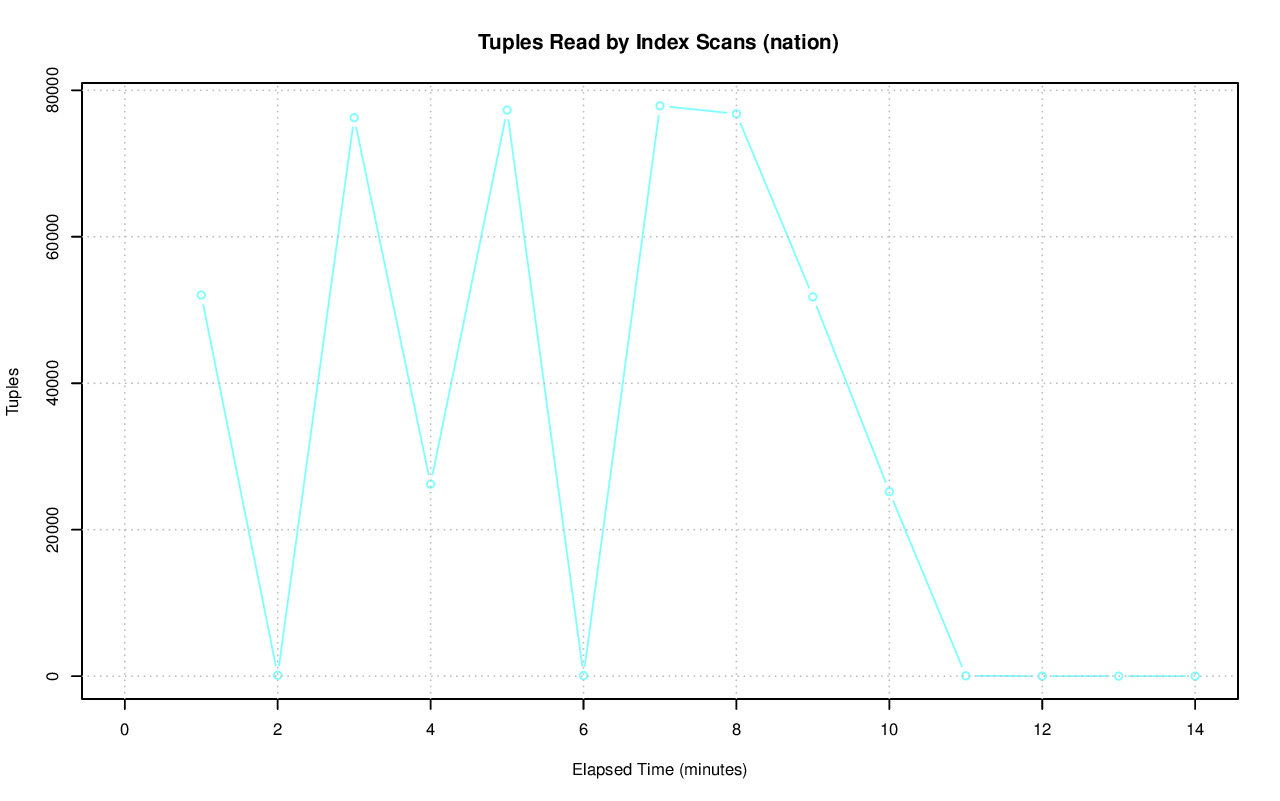 Tuples Read by Index Scans (nation)
80000
60000
40000
20000
0
Tuples
0 2 4 6 8 10 12 14
Elapsed Time (minutes)